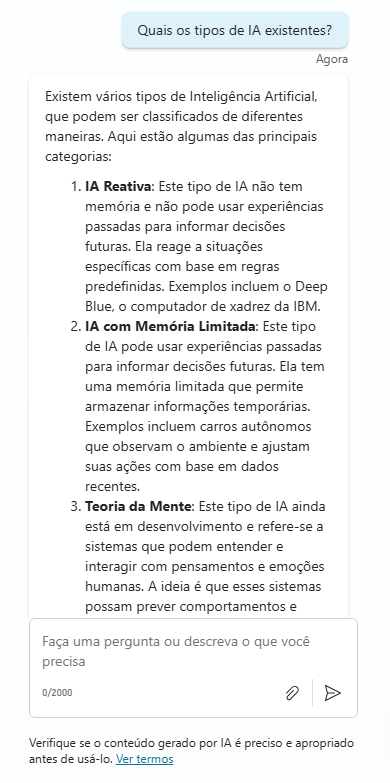 Quais os tipos de IA existentes?
Agora
Existem vários tipos de Inteligência Artificial,
que podem ser classificados de diferentes
maneiras. Aqui estão algumas das principais
categorias:
1. IA Reativa: Este tipo de IA não tem
memória e não pode usar experiências
passadas para informar decisões
futuras. Ela reage a situações
específicas com base em regras
predefinidas. Exemplos incluem o Deep
Blue, o computador de xadrez da IBM.
2. IA com Memória Limitada: Este tipo
de IA pode usar experiências passadas
para informar decisões futuras. Ela tem
uma memória limitada que permite
armazenar informações temporárias.
Exemplos incluem carros autônomos
que observam o ambiente e ajustam
suas ações com base em dados
recentes.
3. Teoria da Mente: Este tipo de IA ainda
está em desenvolvimento e refere-se a
sistemas que podem entender e
interagir com pensamentos e emoções
humanas. A ideia é que esses sistemas
possam prever comportamentos e
Faça uma pergunta ou descreva o que você
precisa
0/2000
Verifique se o conteúdo gerado por IA é preciso e apropriado
antes de usá-lo. Ver termos